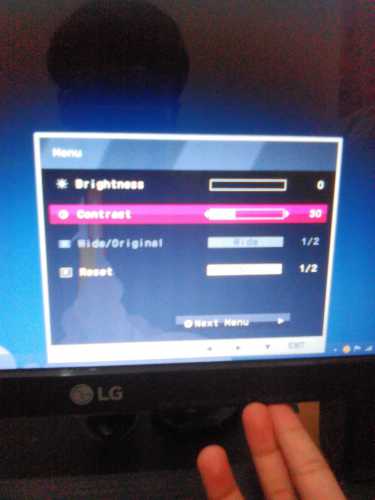 Menu
Brightness 0
Contrast 30
Wide/Original Wide 1/2
Reset 1/2
Next Menu
EXIT
LG